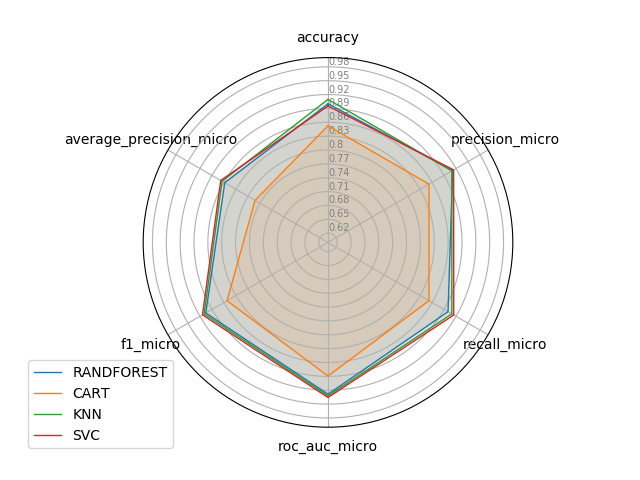 accuracy
0.98
0.95
0.92
0.89
0.86
0.83
0.8
0.77
0.74
0.71
0.68
0.65
0.62
average_precision_micro
precision_micro
f1_micro
recall_micro
roc_auc_micro
RANDFOREST
CART
KNN
SVC